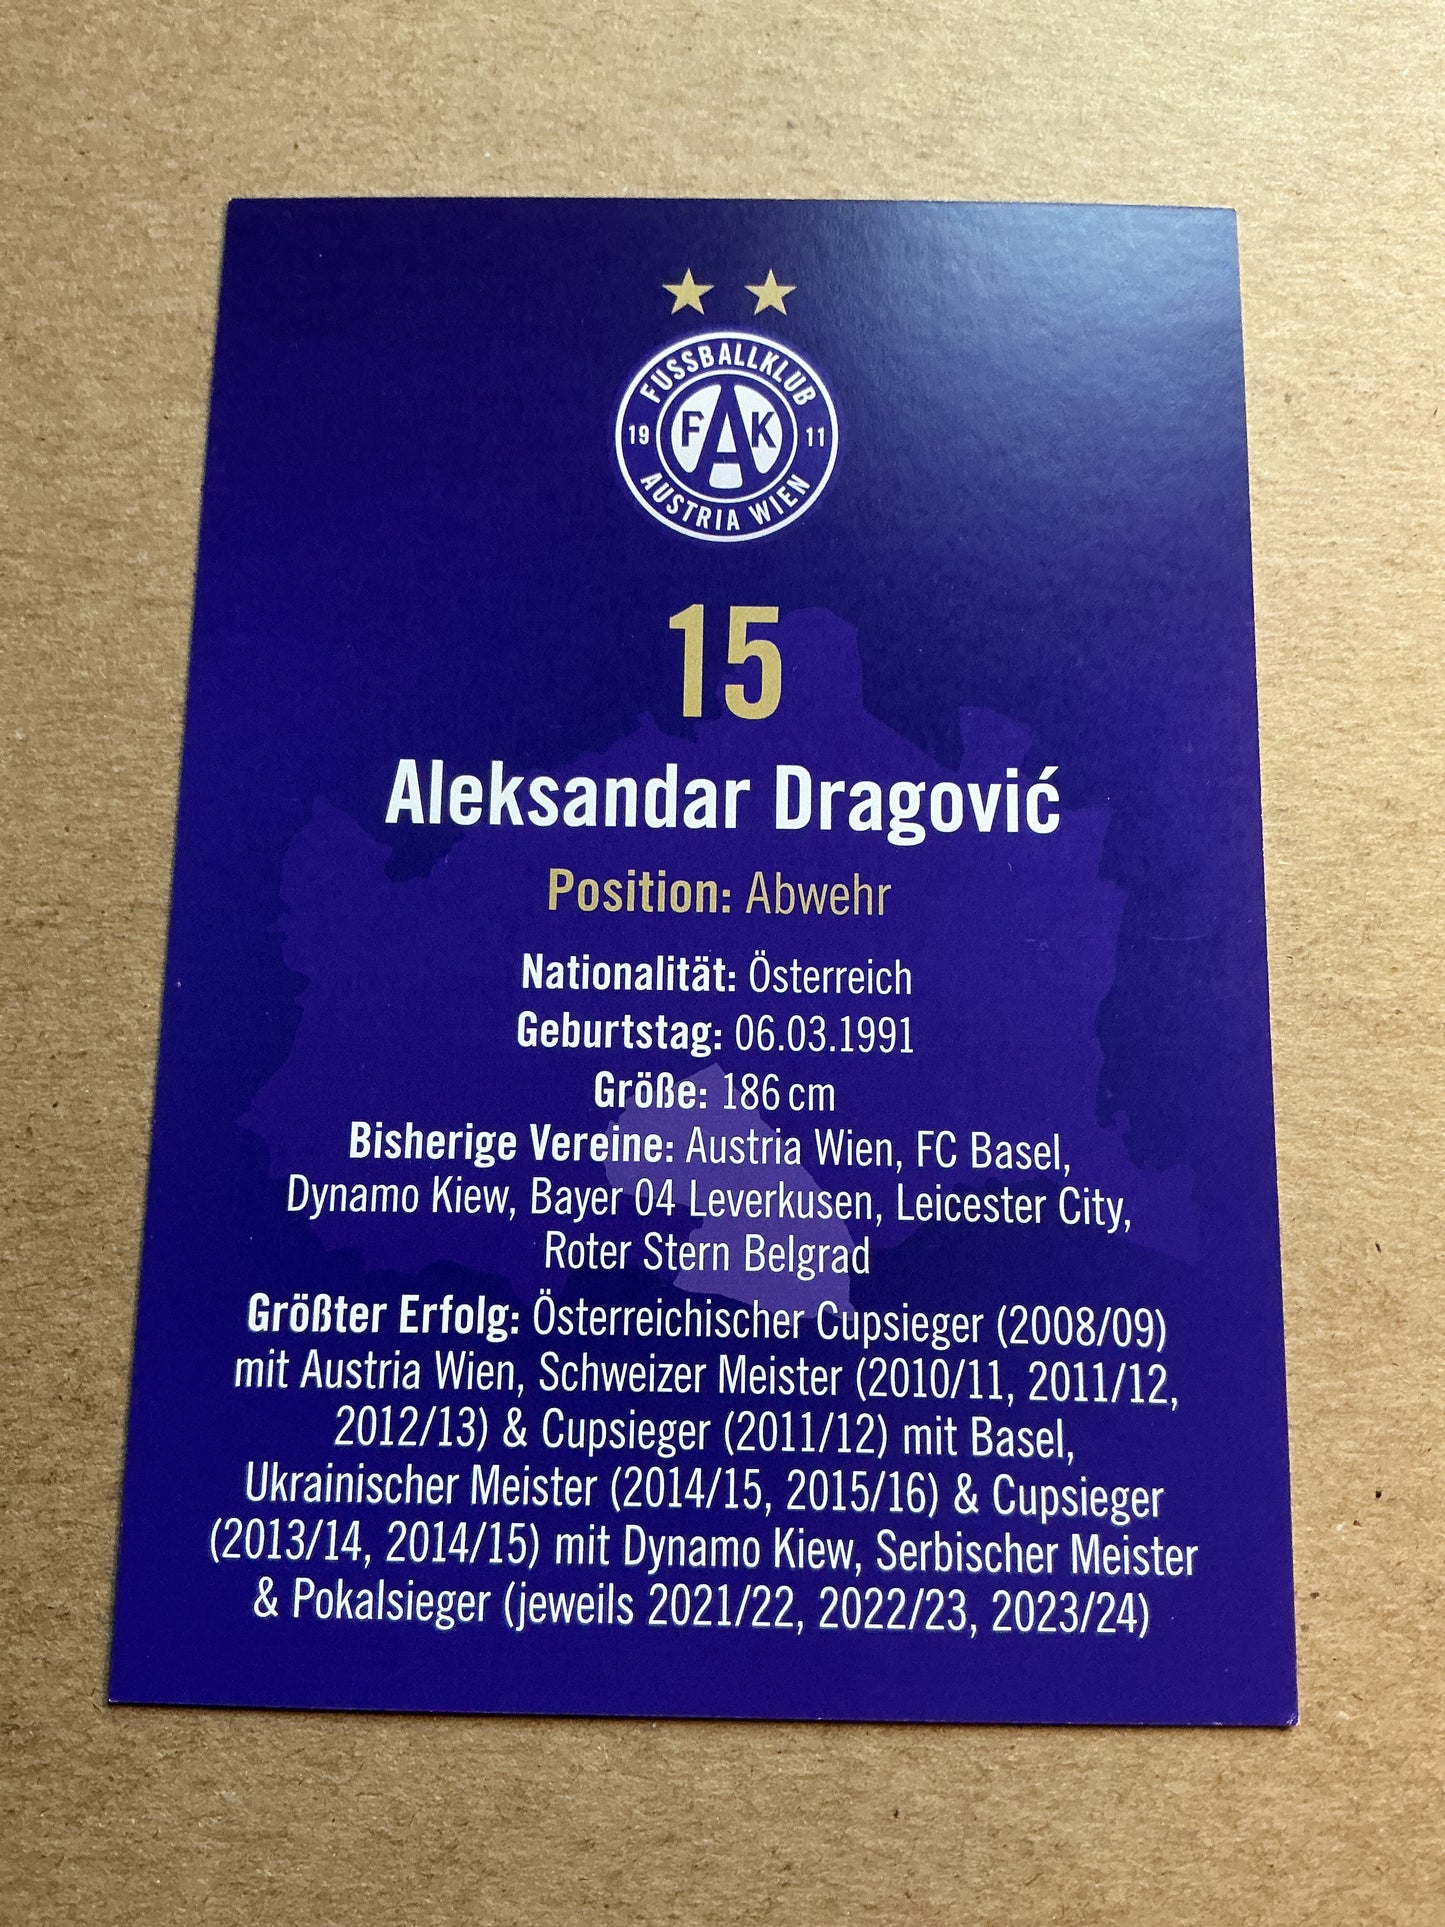 FUSSBALLKLUB
19 FAK 11
AUSTRIA WIEN
15
Aleksandar Dragović
Position: Abwehr
Nationalität: Österreich
Geburtstag: 06.03.1991
Größe: 186 cm
Bisherige Vereine: Austria Wien, FC Basel,
Dynamo Kiew, Bayer 04 Leverkusen, Leicester City,
Roter Stern Belgrad
Größter Erfolg: Österreichischer Cupsieger (2008/09)
mit Austria Wien, Schweizer Meister (2010/11, 2011/12,
2012/13) & Cupsieger (2011/12) mit Basel,
Ukrainischer Meister (2014/15, 2015/16) & Cupsieger
(2013/14, 2014/15) mit Dynamo Kiew, Serbischer Meister
& Pokalsieger (jeweils 2021/22, 2022/23, 2023/24)